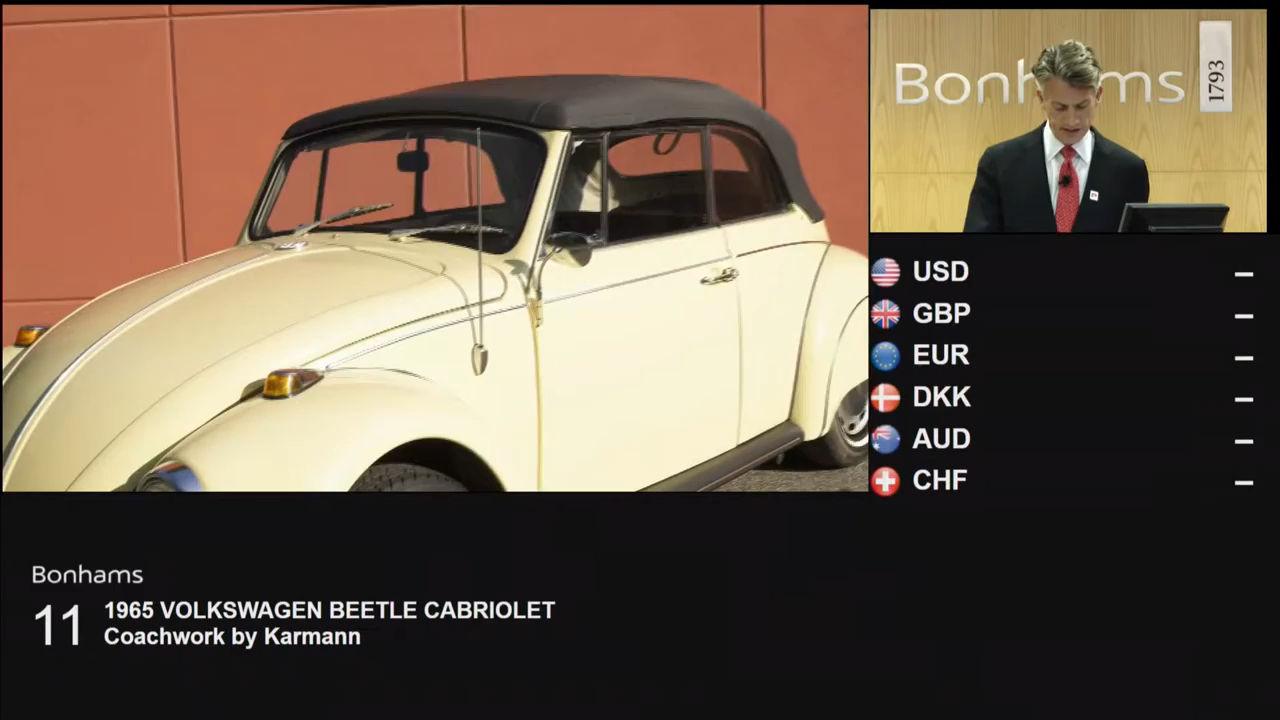 Bonhams
1793
USD –
GBP –
EUR –
DKK –
AUD –
CHF –
Bonhams
11
1965 VOLKSWAGEN BEETLE CABRIOLET
Coachwork by Karmann